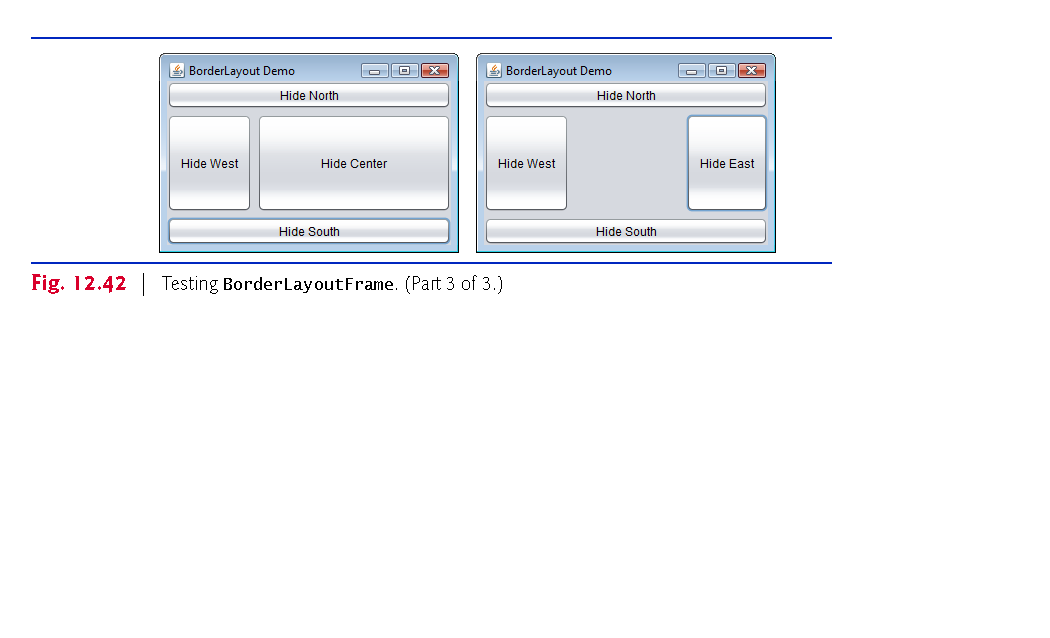 BorderLayout Demo
Hide North
Hide West
Hide Center
Hide South
BorderLayout Demo
Hide North
Hide West
Hide East
Hide South
Fig. 12.42 | Testing BorderLayoutFrame. (Part 3 of 3.)